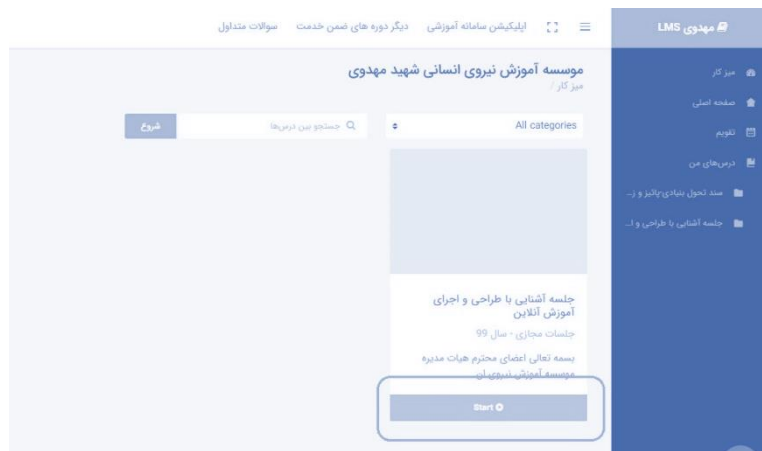 مهدوی LMS
اپلیکیشن سامانه آموزشی
دیگر دوره های ضمن خدمت
سوالات متداول
میز کار
صفحه اصلی
تقویم
درس‌های من
سند تحول بنیادی-پائیز و ز...
جلسه آشنایی با طراحی و ا...
موسسه آموزش نیروی انسانی شهید مهدوی
میز کار /
All categories
جستجو بین درس‌ها
شروع
جلسه آشنایی با طراحی و اجرای
آموزش آنلاین
جلسات مجازی - سال 99
بسمه تعالی اعضای محترم هیات مدیره
موسسه آموزش نیروی ان
Start